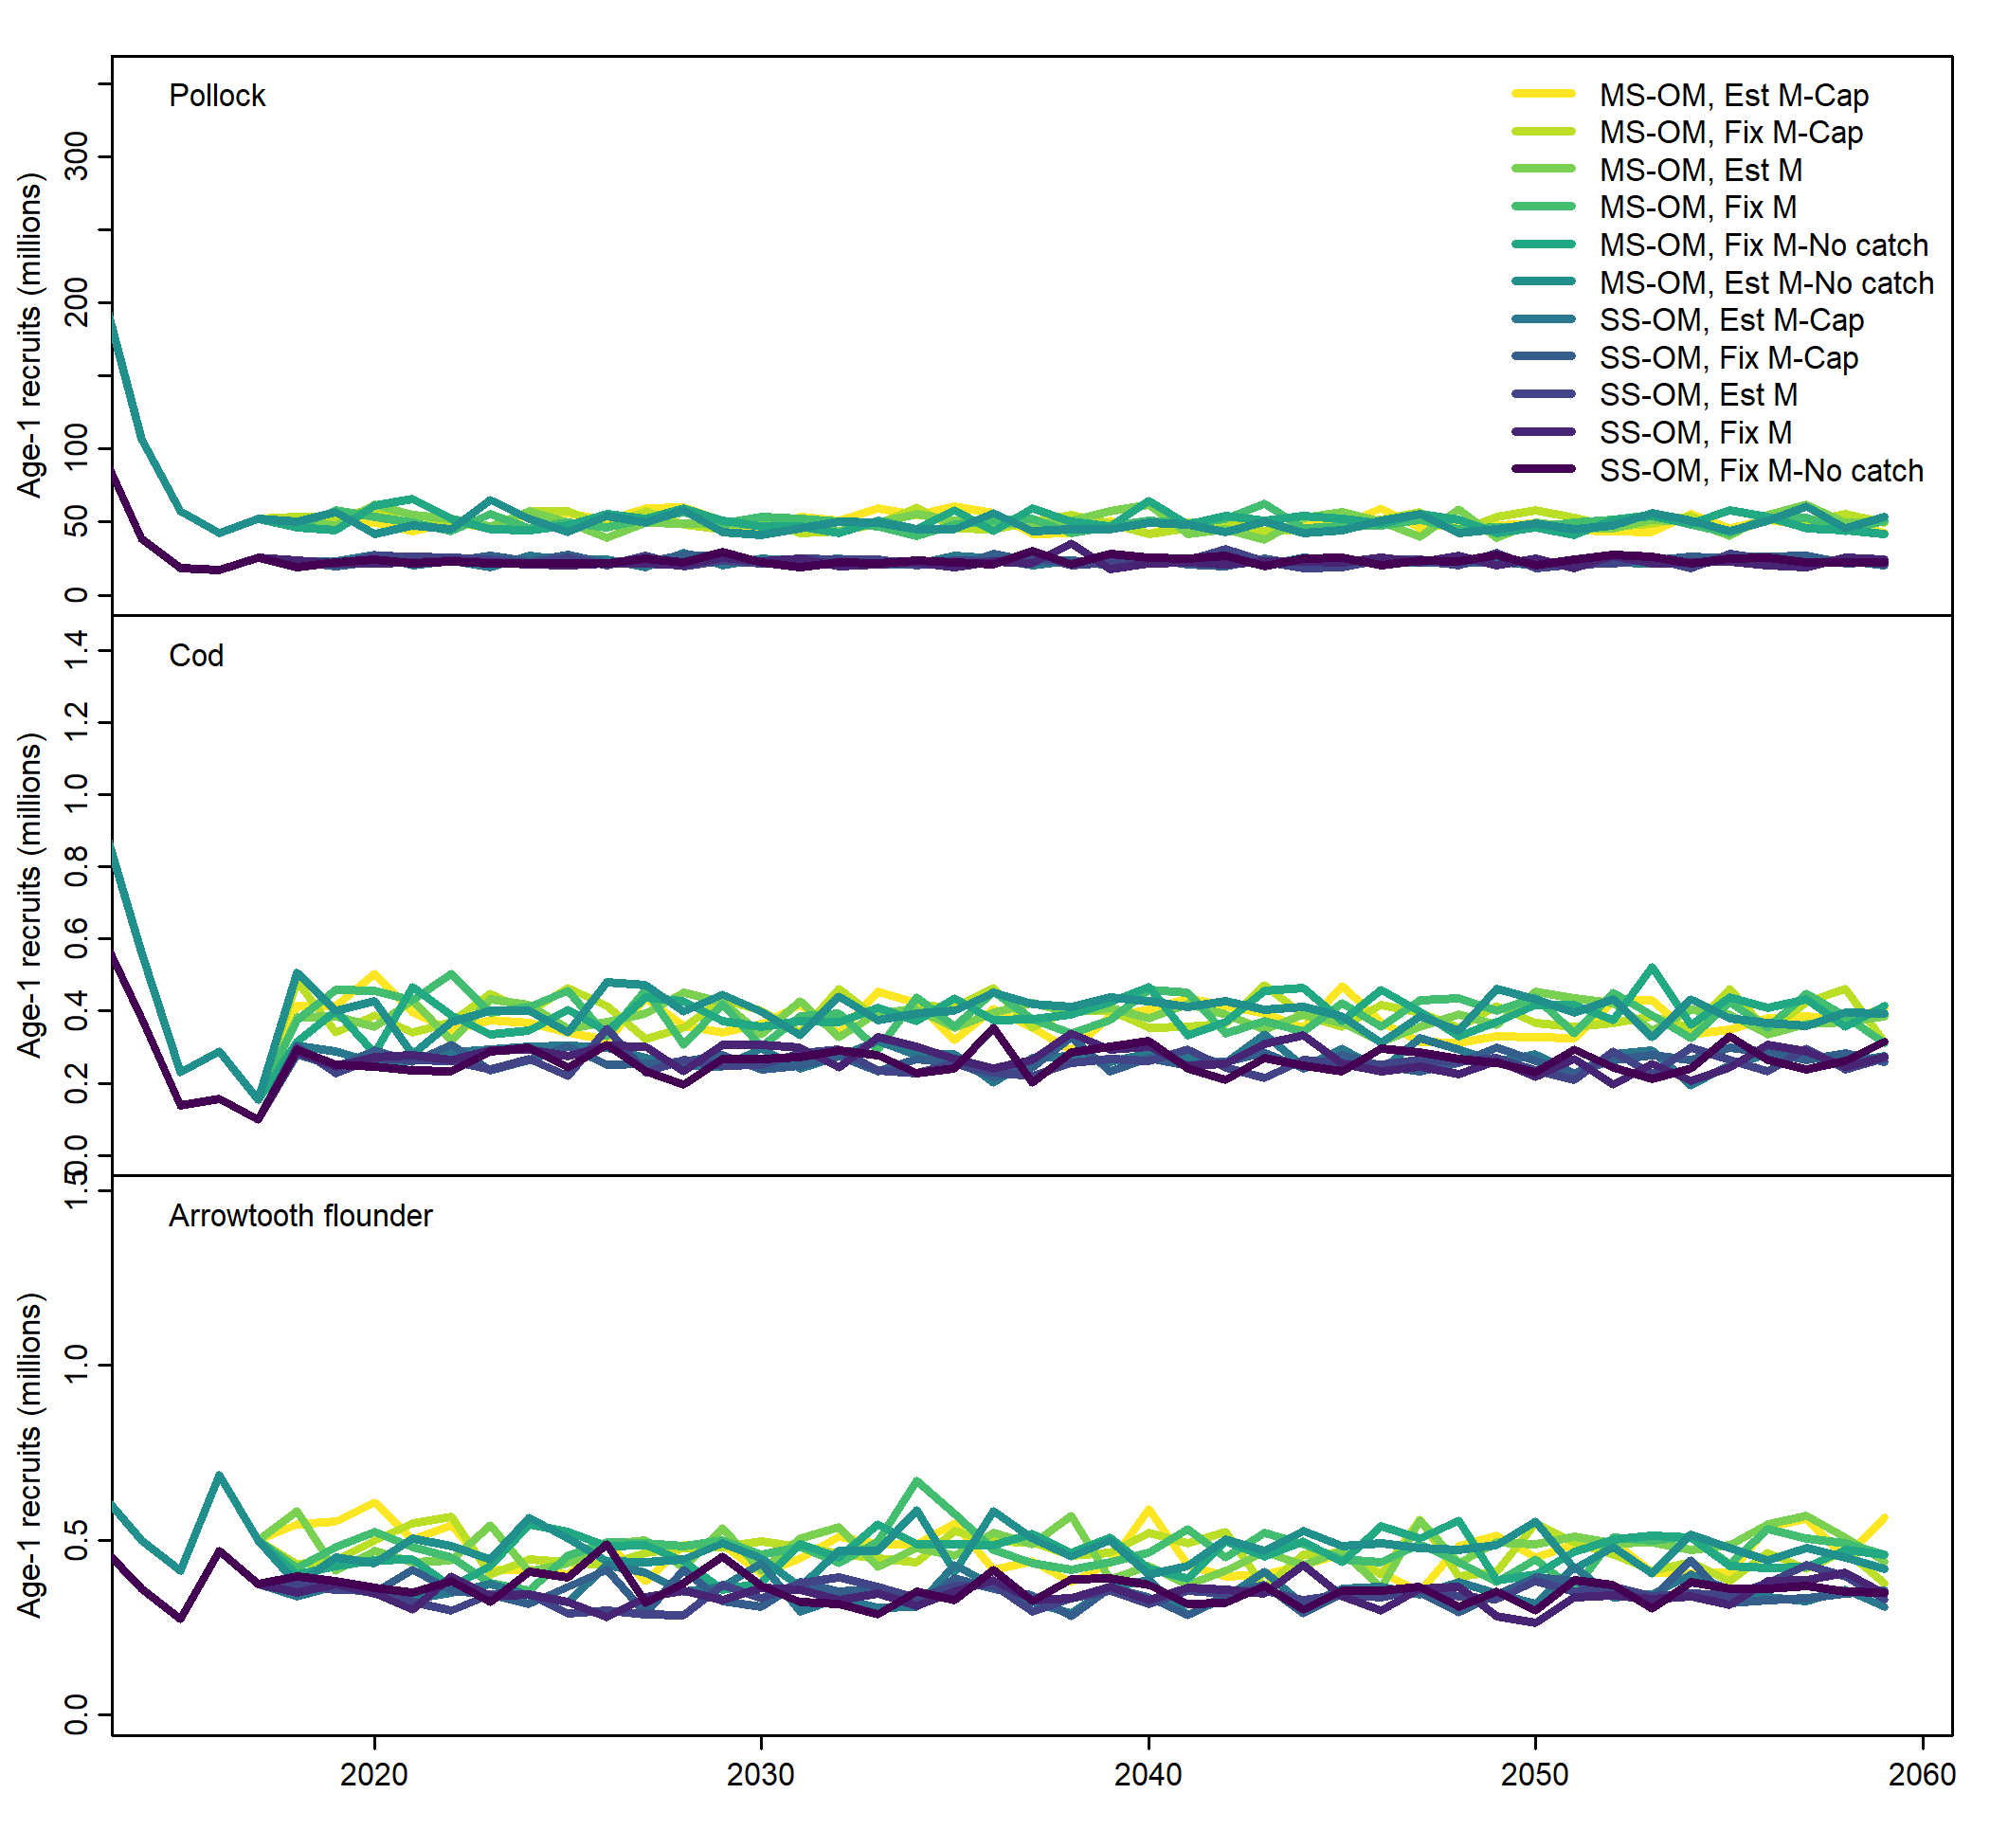 Pollock
MS-OM, Est M-Cap
MS-OM, Fix M-Cap
MS-OM, Est M
MS-OM, Fix M
MS-OM, Fix M-No catch
MS-OM, Est M-No catch
SS-OM, Est M-Cap
SS-OM, Fix M-Cap
SS-OM, Est M
SS-OM, Fix M
SS-OM, Fix M-No catch
Age-1 recruits (millions)
300
200
100
50
0
Cod
Age-1 recruits (millions)
1.4
1.2
1.0
0.8
0.6
0.4
0.2
0.0
Arrowtooth flounder
Age-1 recruits (millions)
1.5
1.0
0.5
0.0
2020 2030 2040 2050 2060